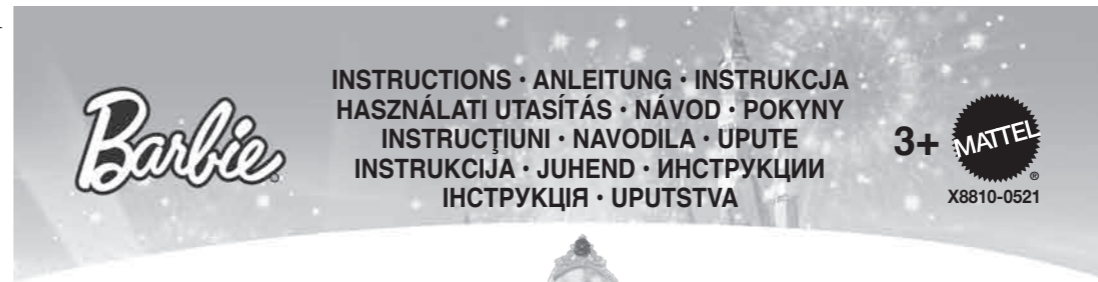 Barbie®
INSTRUCTIONS · ANLEITUNG · INSTRUKCJA
HASZNÁLATI UTASÍTÁS · NÁVOD · POKYNY
INSTRUCŢIUNI · NAVODILA · UPUTE
INSTRUKCIJA · JUHEND · ИНСТРУКЦИИ
ІНСТРУКЦІЯ · UPUTSTVA
3+
MATTEL®
X8810-0521